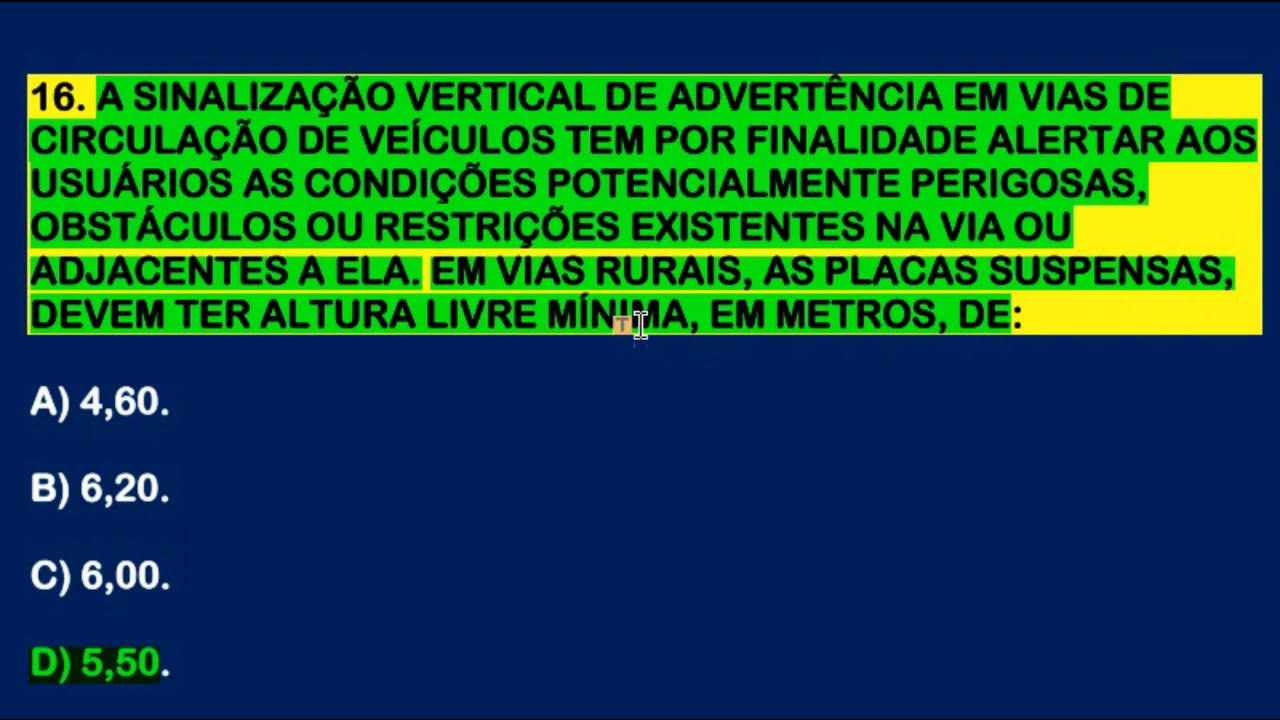 16. A SINALIZAÇÃO VERTICAL DE ADVERTÊNCIA EM VIAS DE
CIRCULAÇÃO DE VEÍCULOS TEM POR FINALIDADE ALERTAR AOS
USUÁRIOS AS CONDIÇÕES POTENCIALMENTE PERIGOSAS,
OBSTÁCULOS OU RESTRIÇÕES EXISTENTES NA VIA OU
ADJACENTES A ELA. EM VIAS RURAIS, AS PLACAS SUSPENSAS,
DEVEM TER ALTURA LIVRE MÍNIMA, EM METROS, DE:
T
A) 4,60.
B) 6,20.
C) 6,00.
D) 5,50.